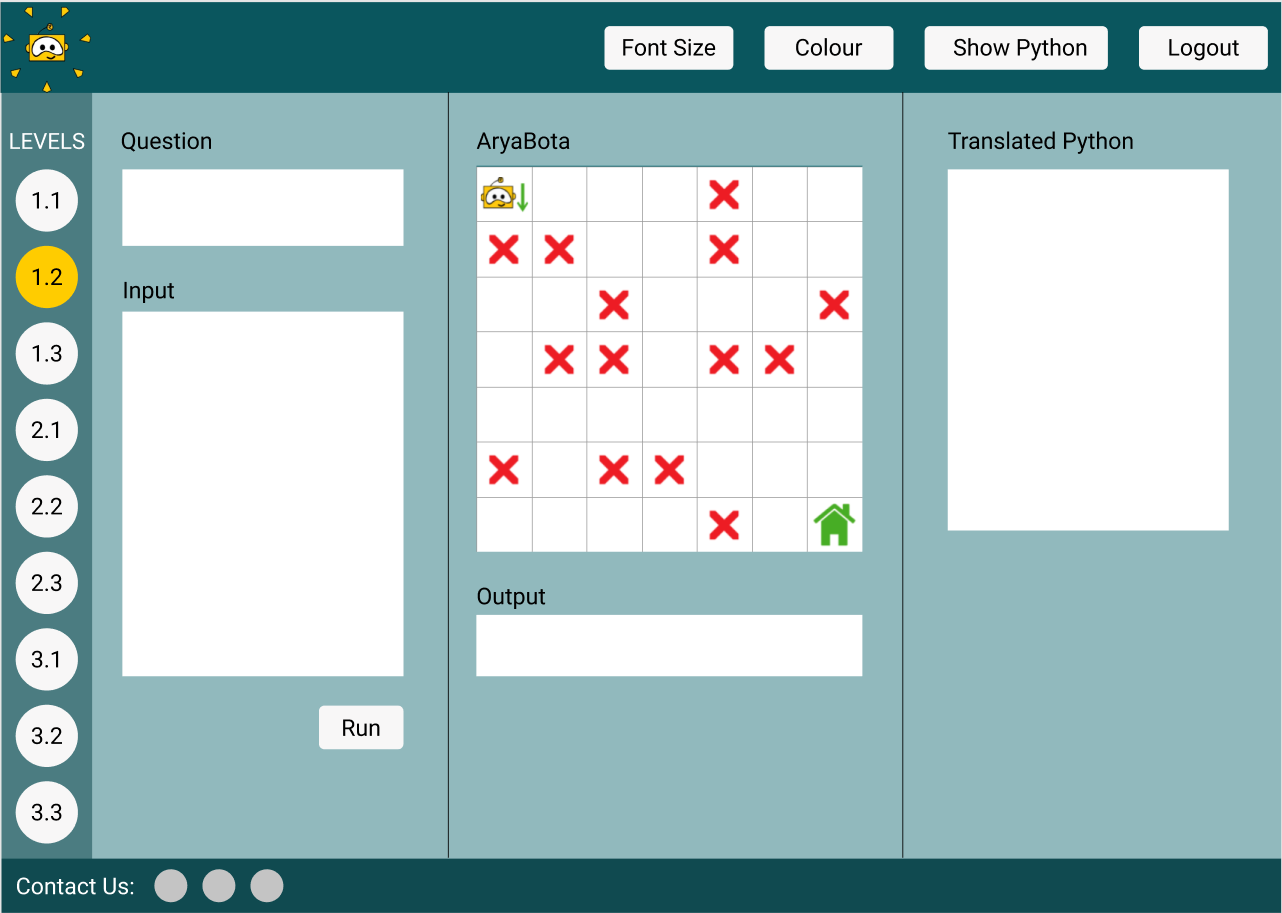 Font Size
Colour
Show Python
Logout
LEVELS
1.1
1.2
1.3
2.1
2.2
2.3
3.1
3.2
3.3
Question
Input
Run
AryaBota
Output
Translated Python
Contact Us: